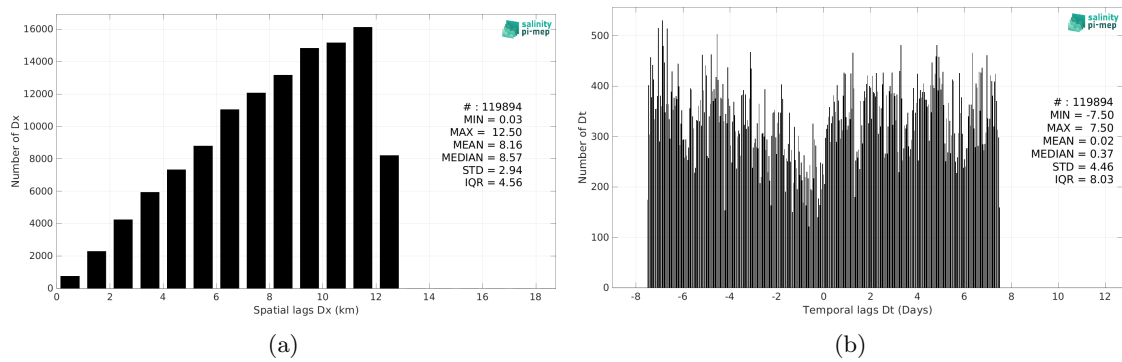 16000
14000
12000
10000
8000
6000
4000
2000
0
Number of Dx
salinity
pi-mep
# : 119894
MIN = 0.03
MAX = 12.50
MEAN = 8.16
MEDIAN = 8.57
STD = 2.94
IQR = 4.56
0 2 4 6 8 10 12 14 16 18
Spatial lags Dx (km)
(a)
500
400
300
200
100
0
Number of Dt
salinity
pi-mep
# : 119894
MIN = -7.50
MAX = 7.50
MEAN = 0.02
MEDIAN = 0.37
STD = 4.46
IQR = 8.03
-8 -6 -4 -2 0 2 4 6 8 10 12
Temporal lags Dt (Days)
(b)